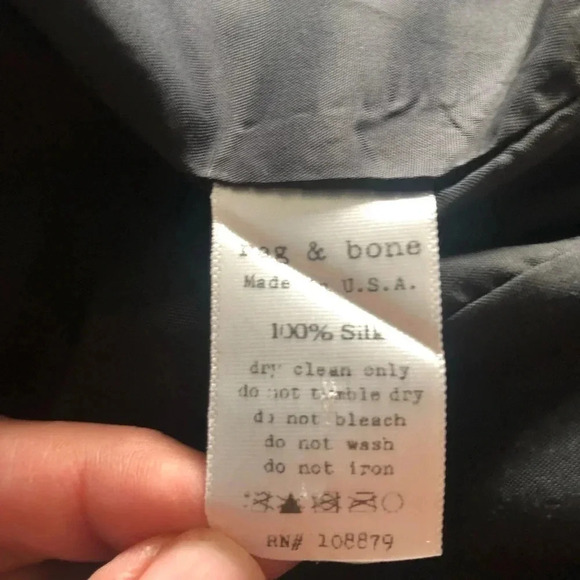 rag & bone
Made in U.S.A.
100% Silk
dry clean only
do not tumble dry
do not bleach
do not wash
do not iron
RN# 108879